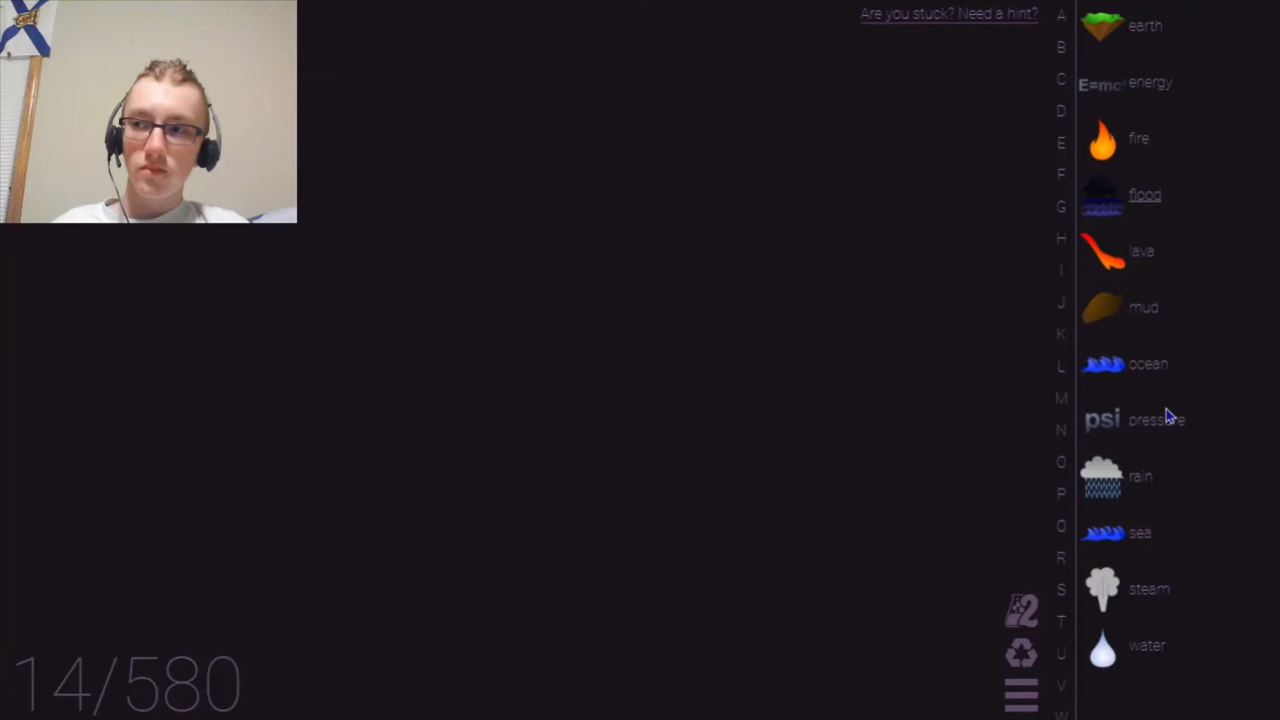 Are you stuck? Need a hint?
A
B
C
D
E
F
G
H
I
J
K
L
M
N
O
P
Q
R
S
T
U
V
W
earth
E=mc² energy
fire
flood
lava
mud
ocean
psi pressure
rain
sea
steam
water
2
14/580